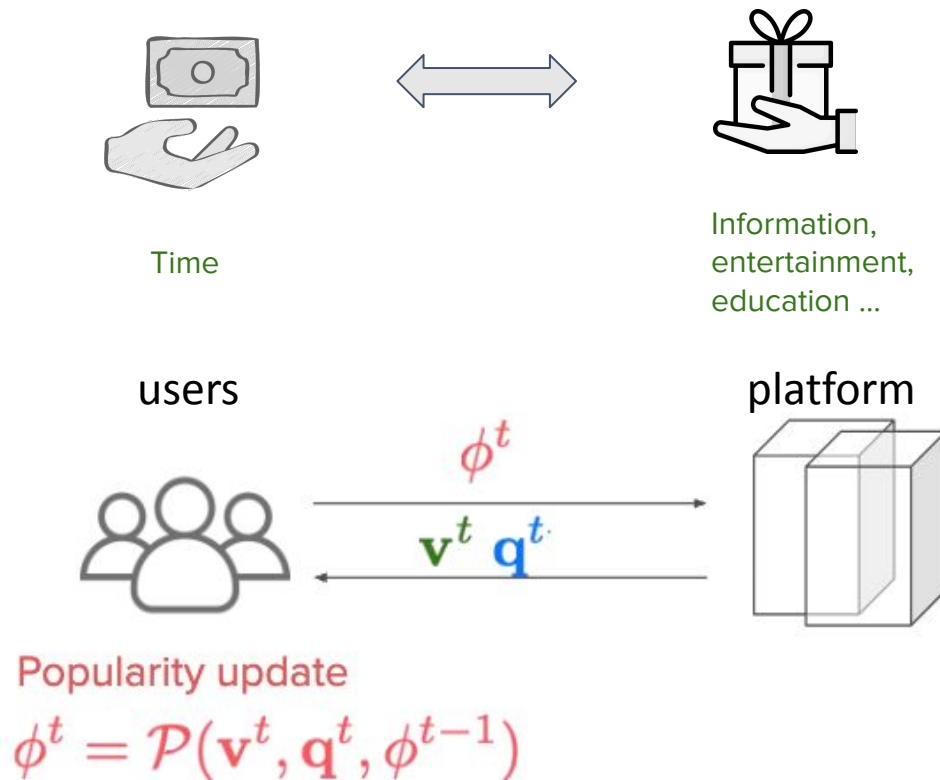 Time
Information,
entertainment,
education ...
users
platform
ϕ^t
𝐯^t 𝐪^t
Popularity update
ϕ^t = 𝒫(𝐯^t, 𝐪^t, ϕ^{t−1})